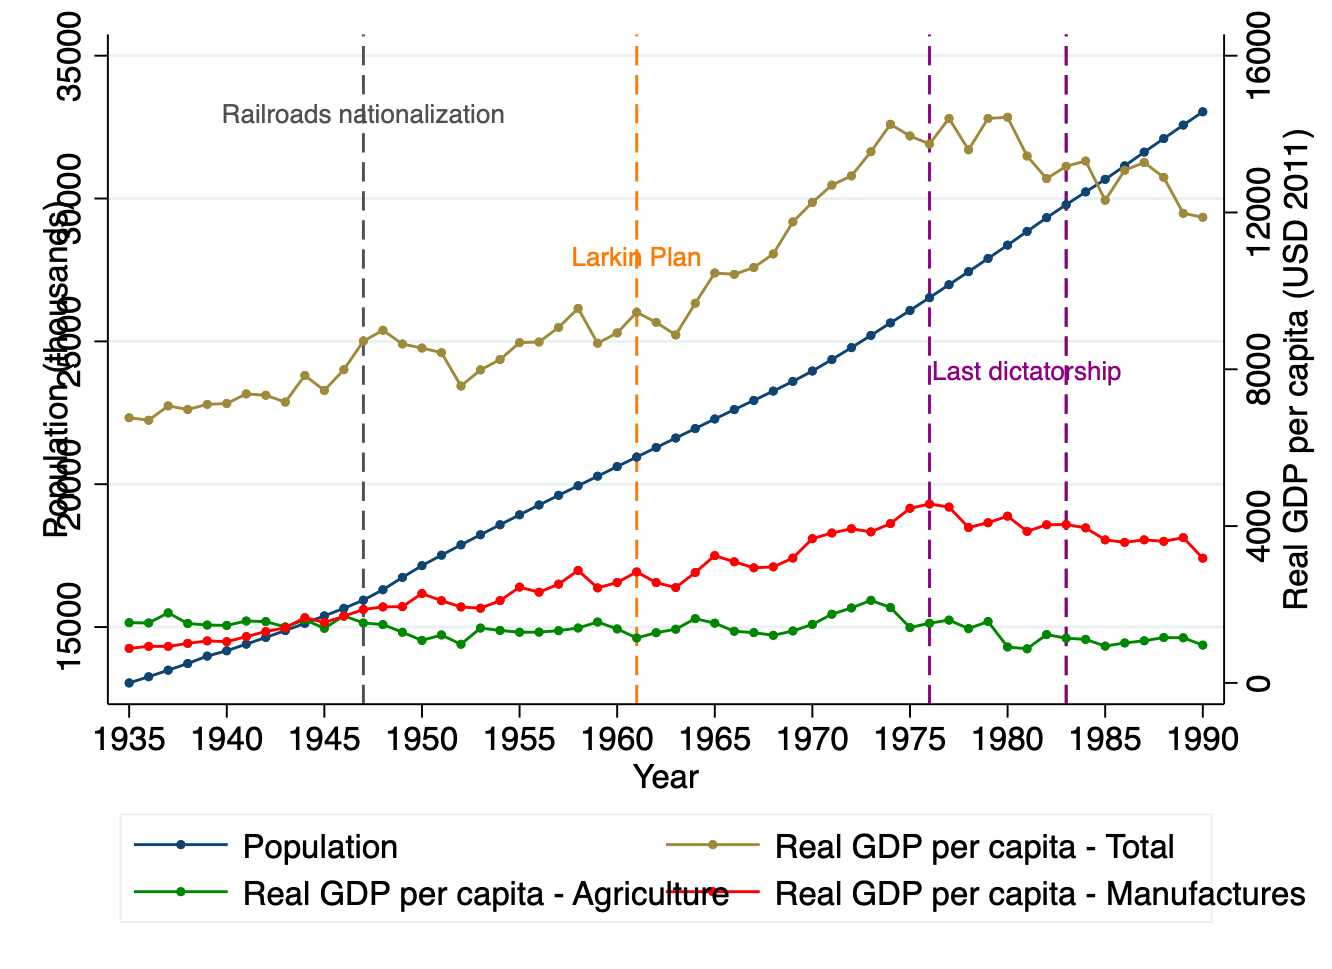 35000
30000
25000
20000
15000
Population (thousands)
16000
12000
8000
4000
0
Real GDP per capita (USD 2011)
Railroads nationalization
Larkin Plan
Last dictatorship
1935 1940 1945 1950 1955 1960 1965 1970 1975 1980 1985 1990
Year
Population
Real GDP per capita - Total
Real GDP per capita - Agriculture
Real GDP per capita - Manufactures